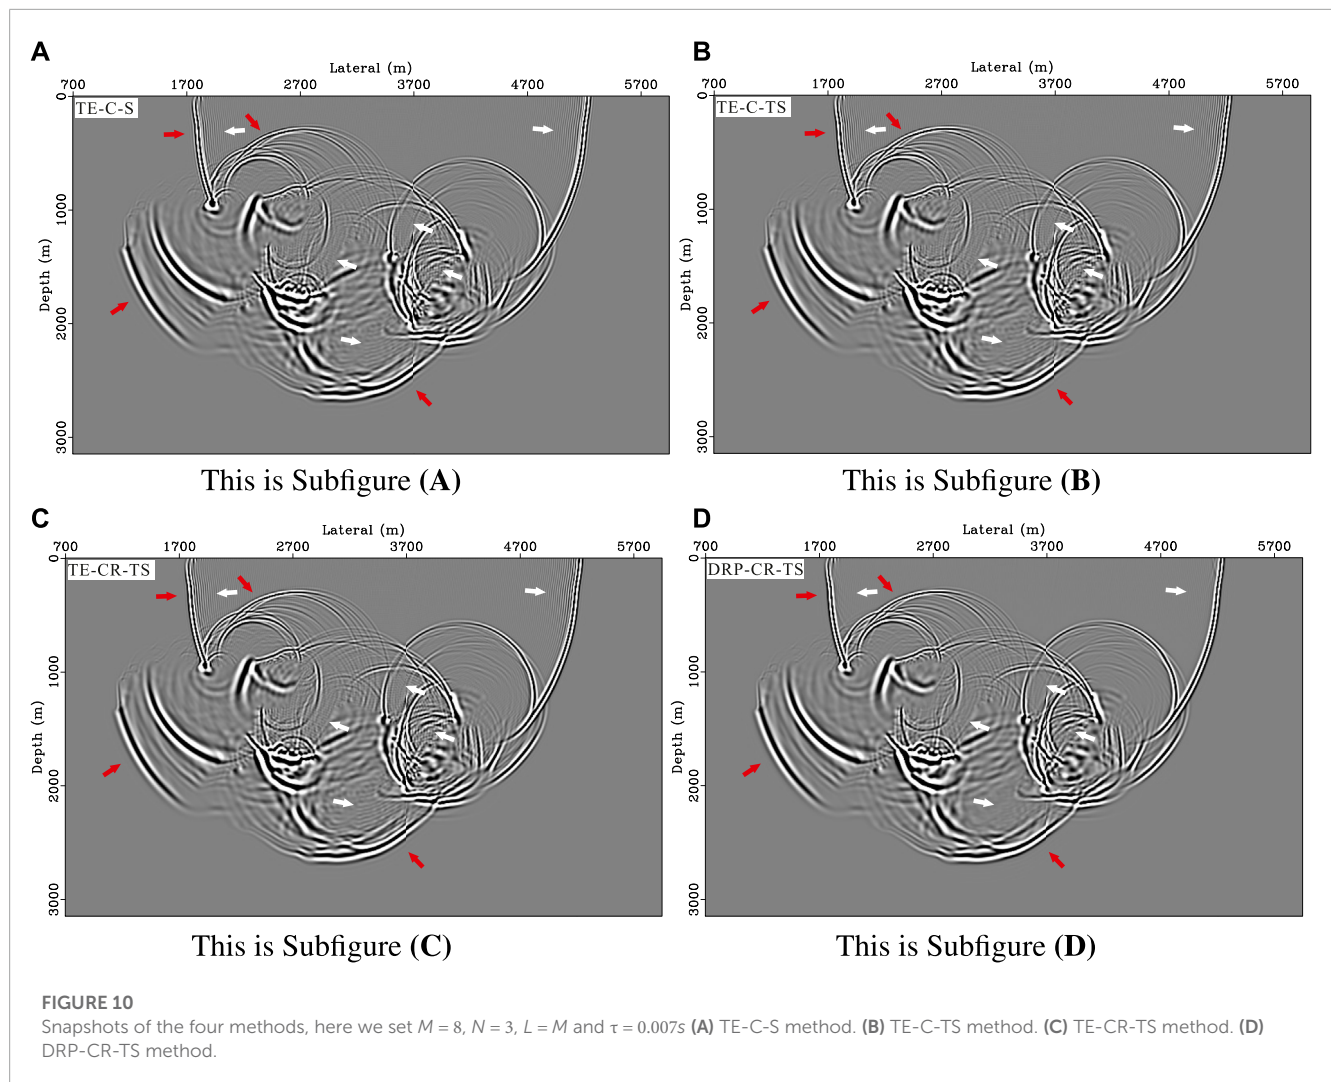 A
Lateral (m)
700 1700 2700 3700 4700 5700
0 1000 2000 3000
Depth (m)
TE-C-S
This is Subfigure (A)
B
Lateral (m)
700 1700 2700 3700 4700 5700
0 1000 2000 3000
Depth (m)
TE-C-TS
This is Subfigure (B)
C
Lateral (m)
700 1700 2700 3700 4700 5700
0 1000 2000 3000
Depth (m)
TE-CR-TS
This is Subfigure (C)
D
Lateral (m)
700 1700 2700 3700 4700 5700
0 1000 2000 3000
Depth (m)
DRP-CR-TS
This is Subfigure (D)
FIGURE 10
Snapshots of the four methods, here we set M = 8, N = 3, L = M and τ = 0.007s (A) TE-C-S method. (B) TE-C-TS method. (C) TE-CR-TS method. (D)
DRP-CR-TS method.